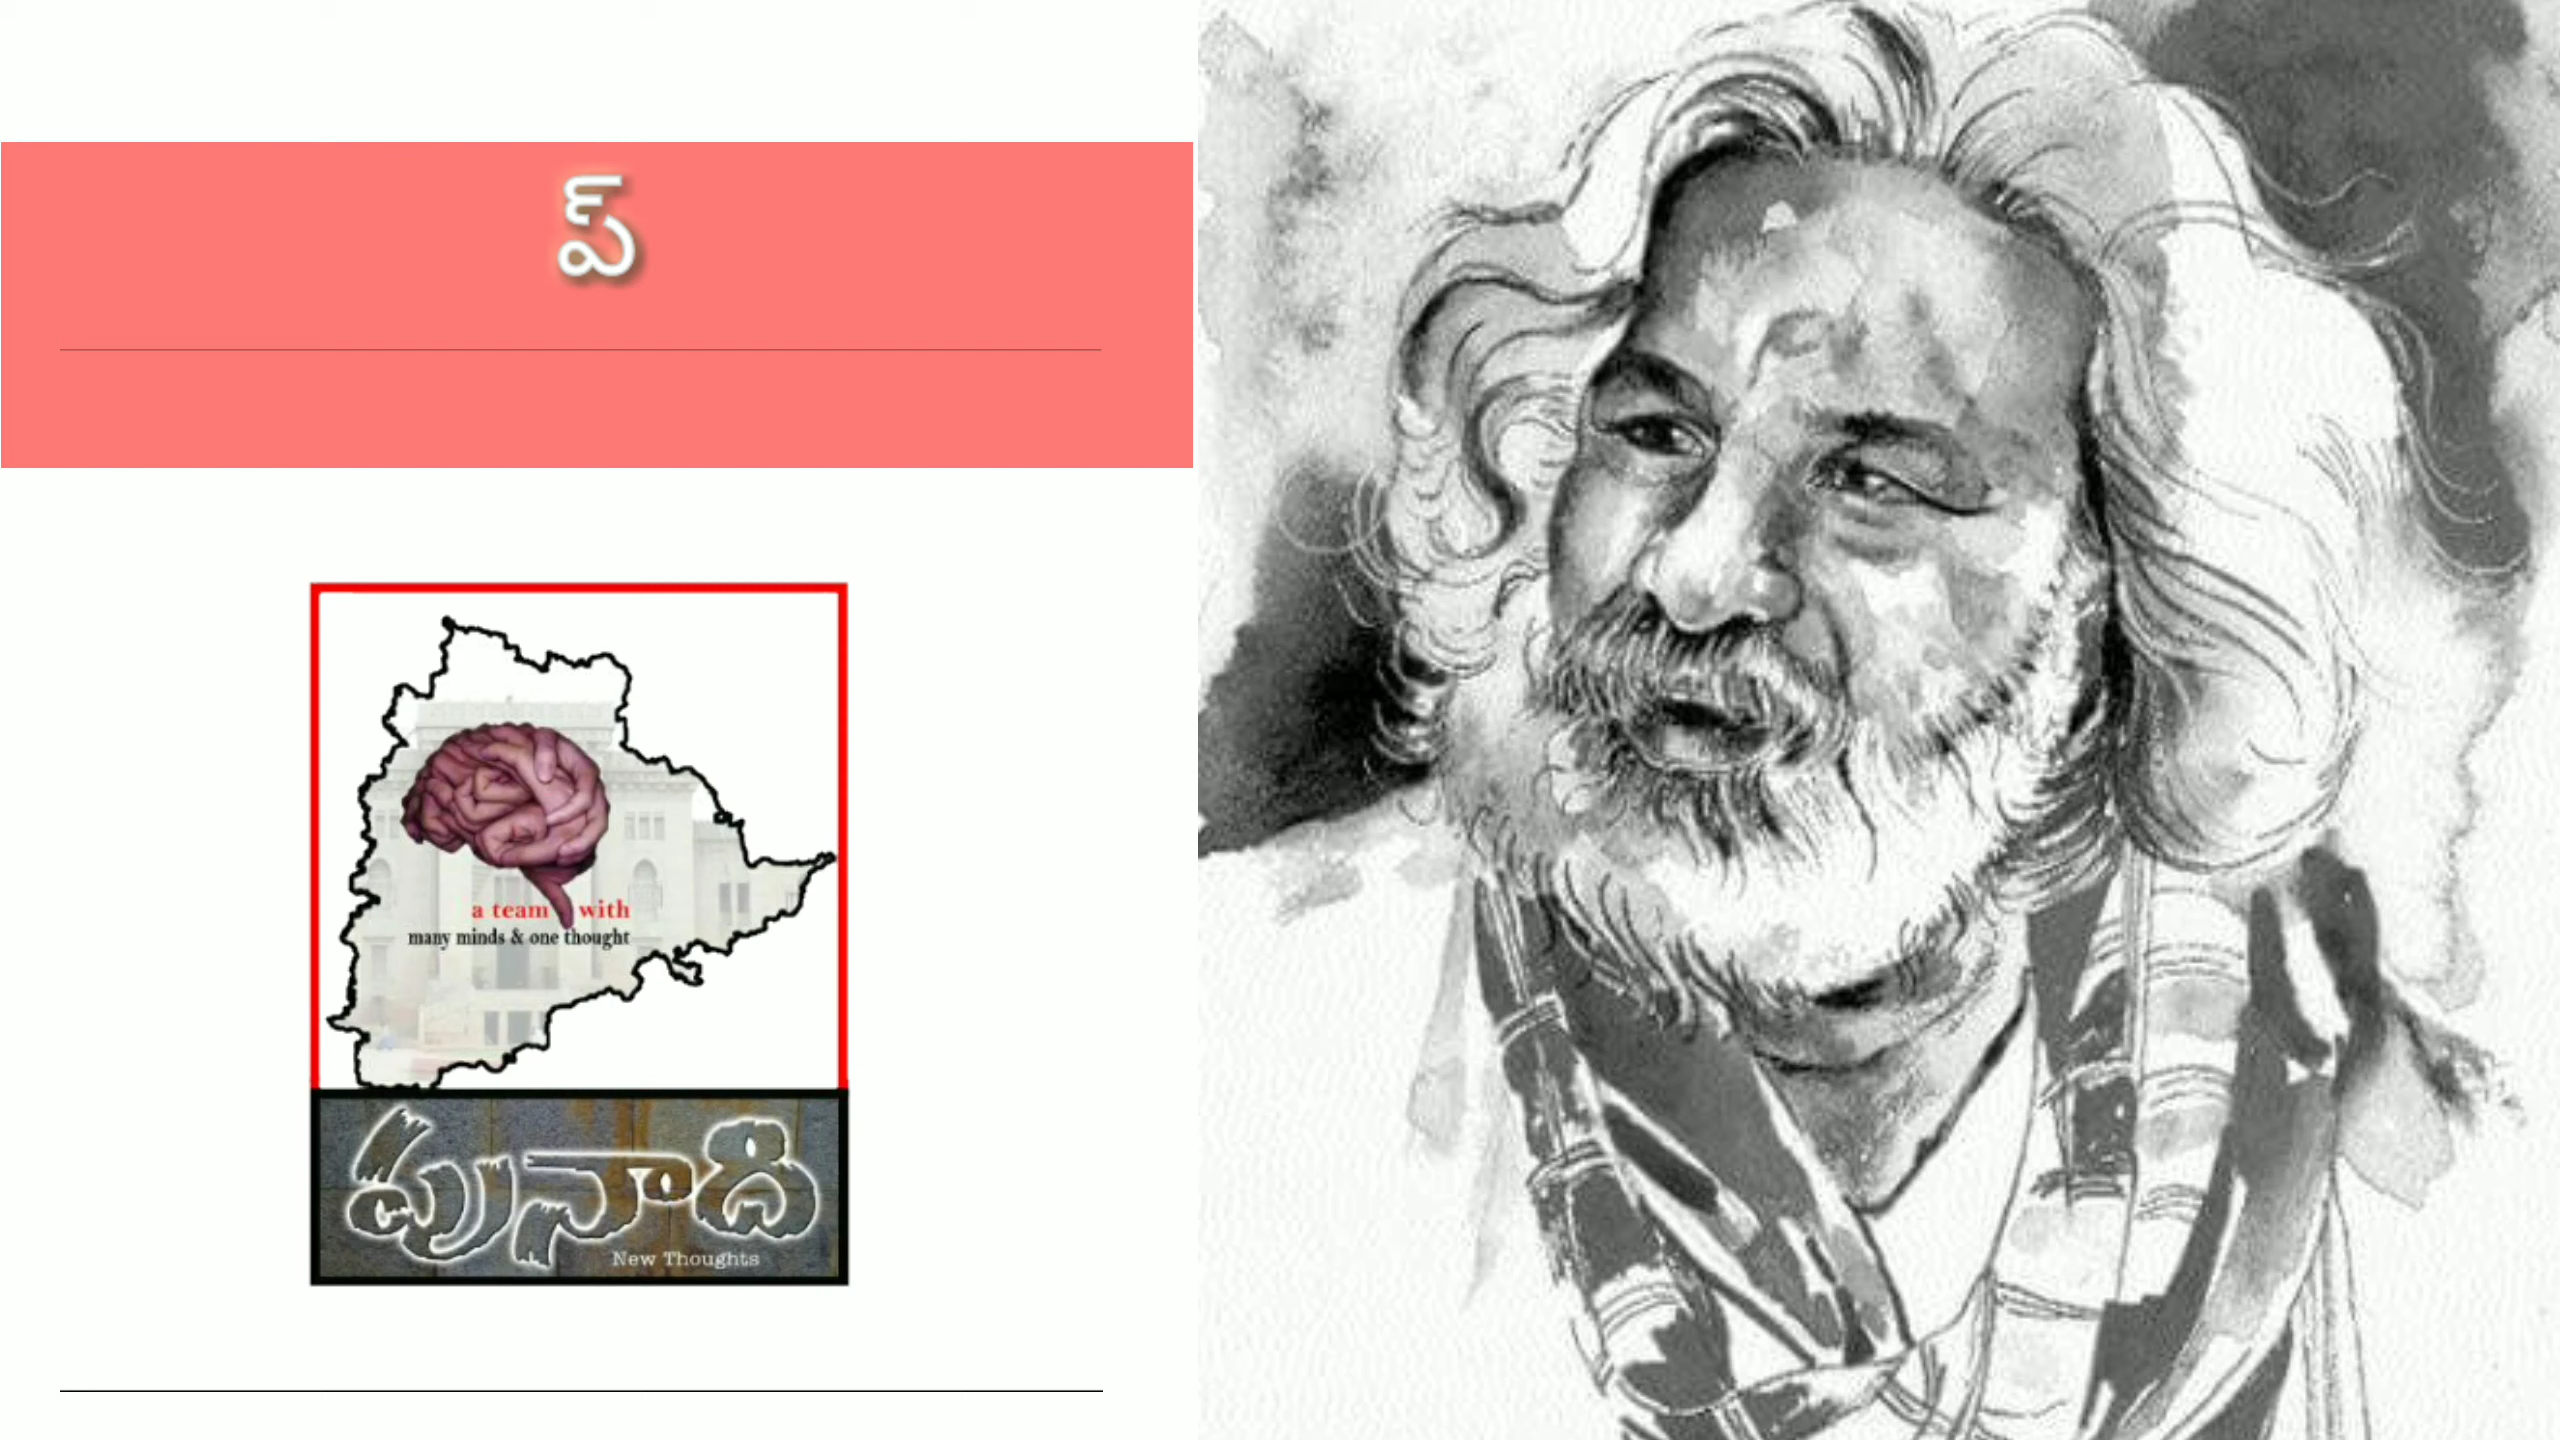 ప్
a team with
many minds & one thought
పునాది
New Thoughts